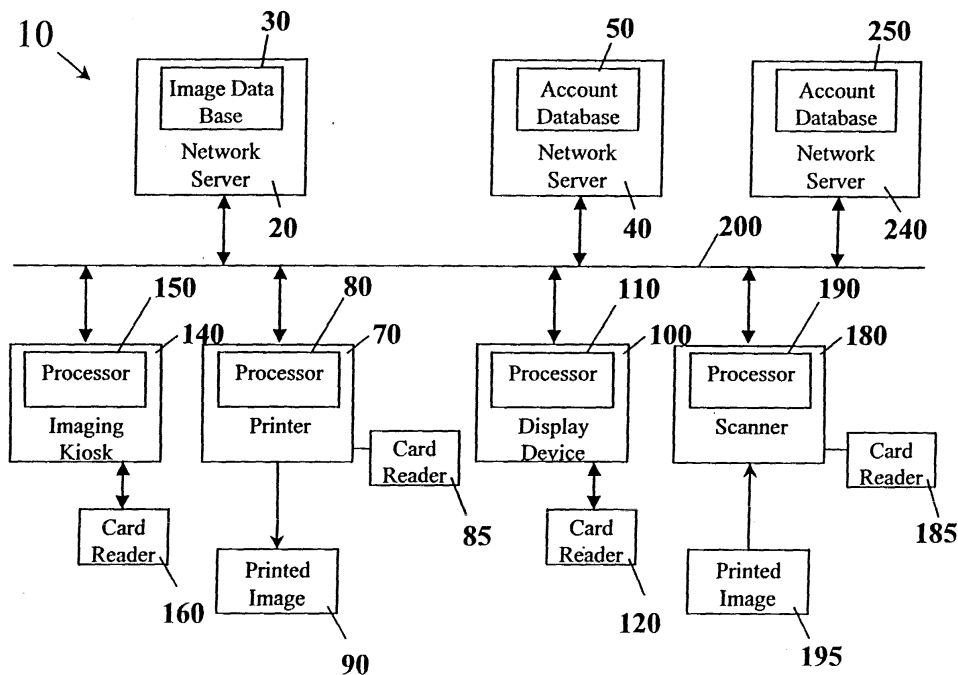 10
30
50
250
Image Data
Base
Account
Database
Account
Database
Network
Server
Network
Server
Network
Server
20
40
240
200
150
80
110
190
140
70
100
180
Processor
Processor
Processor
Processor
Imaging
Kiosk
Printer
Display
Device
Scanner
Card
Reader
Card
Reader
85
185
Card
Reader
Card
Reader
160
120
Printed
Image
Printed
Image
90
195